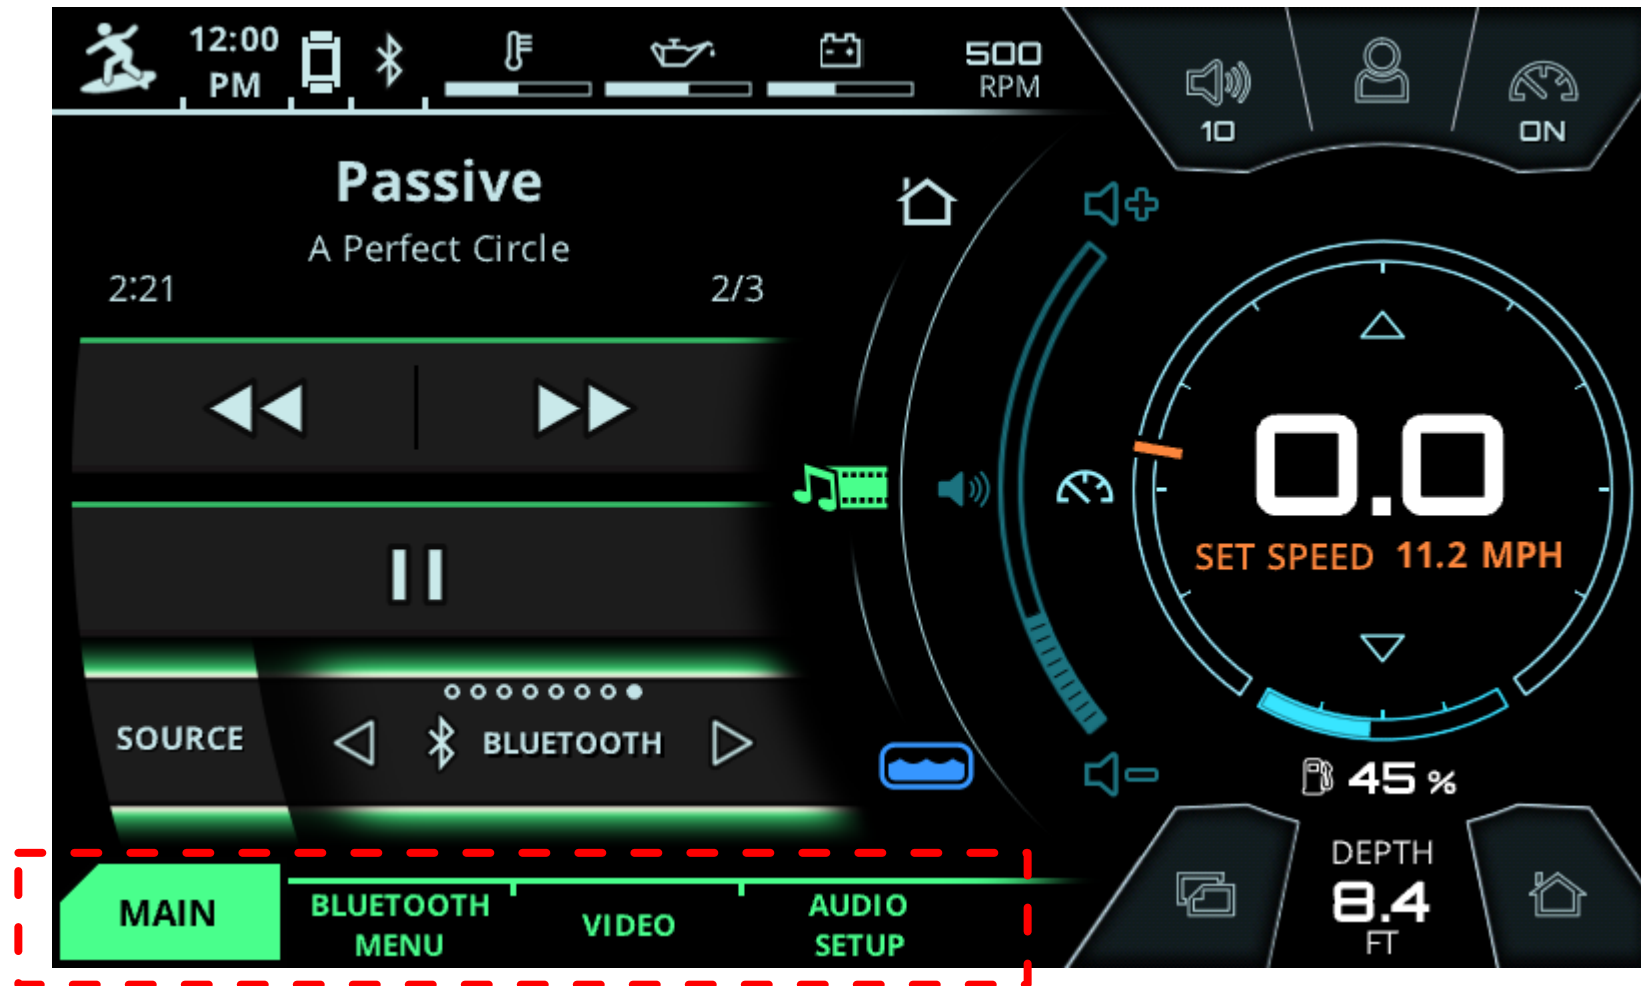 12:00
PM
500
RPM
10
ON
Passive
A Perfect Circle
2:21
2/3
0.0
SET SPEED 11.2 MPH
SOURCE
BLUETOOTH
45 %
DEPTH
8.4
FT
MAIN
BLUETOOTH
MENU
VIDEO
AUDIO
SETUP